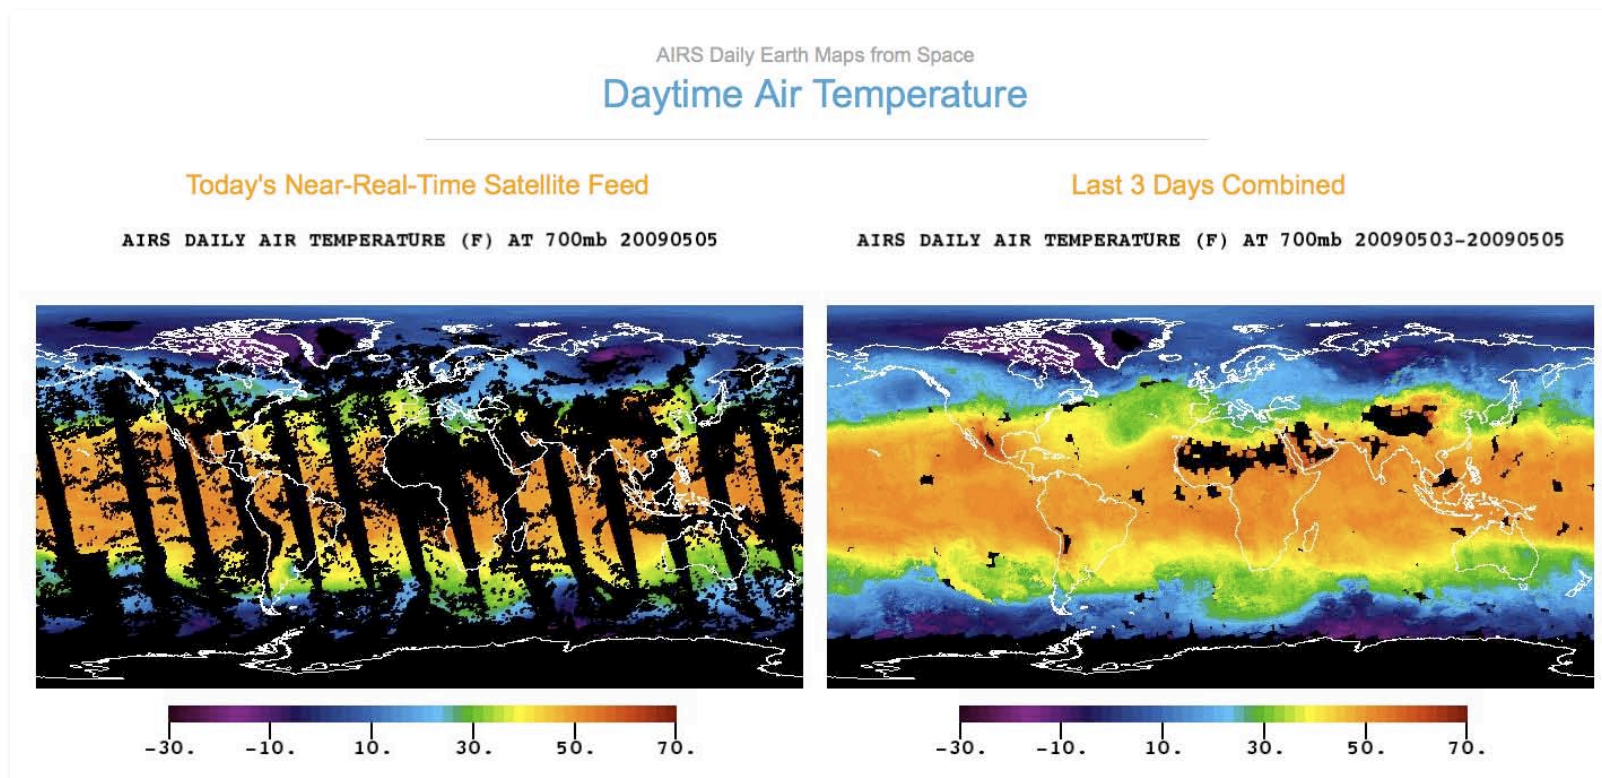 AIRS Daily Earth Maps from Space
Daytime Air Temperature
Today's Near-Real-Time Satellite Feed
AIRS DAILY AIR TEMPERATURE (F) AT 700mb 20090505
-30. -10. 10. 30. 50. 70.
Last 3 Days Combined
AIRS DAILY AIR TEMPERATURE (F) AT 700mb 20090503-20090505
-30. -10. 10. 30. 50. 70.